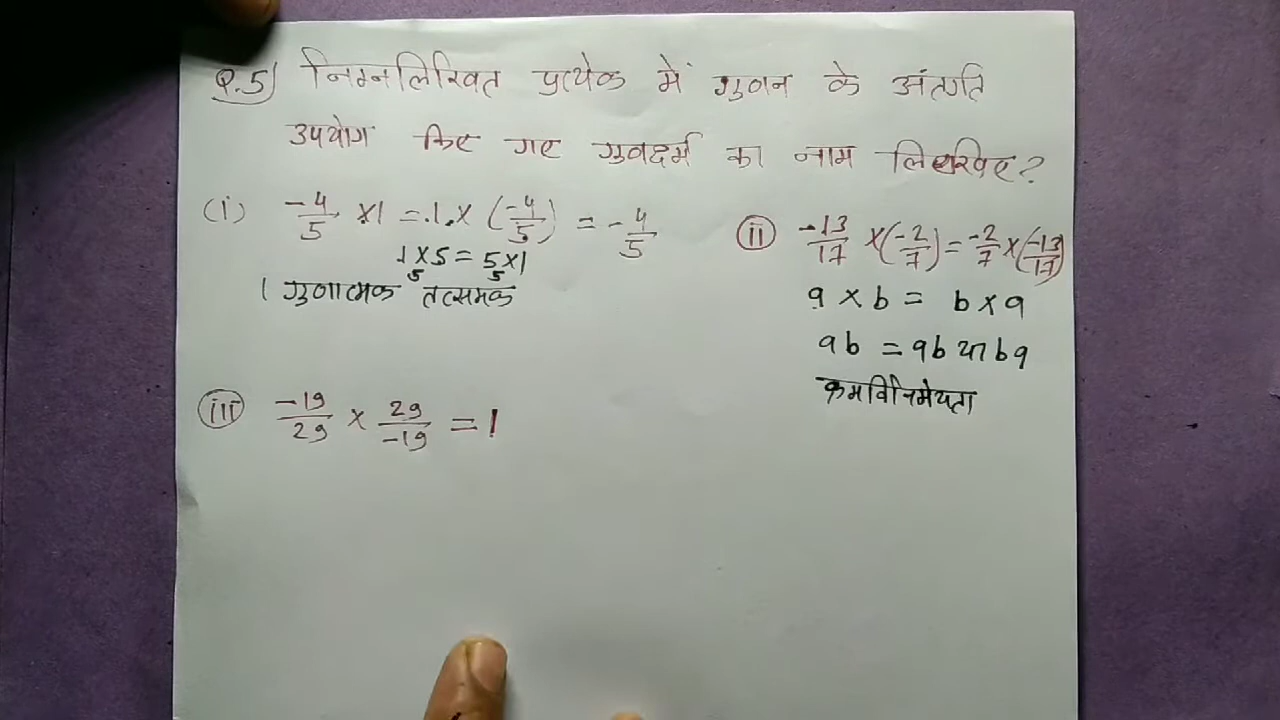 Q.5) निम्नलिखित प्रत्येक में गुणन के अंतर्गत
उपयोग किए गए गुणधर्म का नाम लिखिए?
(i) -4/5 × 1 = 1 × (-4/5) = -4/5
1 × 5 = 5 × 1
5 5
1 गुणात्मक तत्समक
(ii) -13/17 × (-2/7) = -2/7 × (-13/17)
a × b = b × a
ab = ab या ba
क्रमविनिमेयता
(iii) -19/29 × 29/-19 = 1